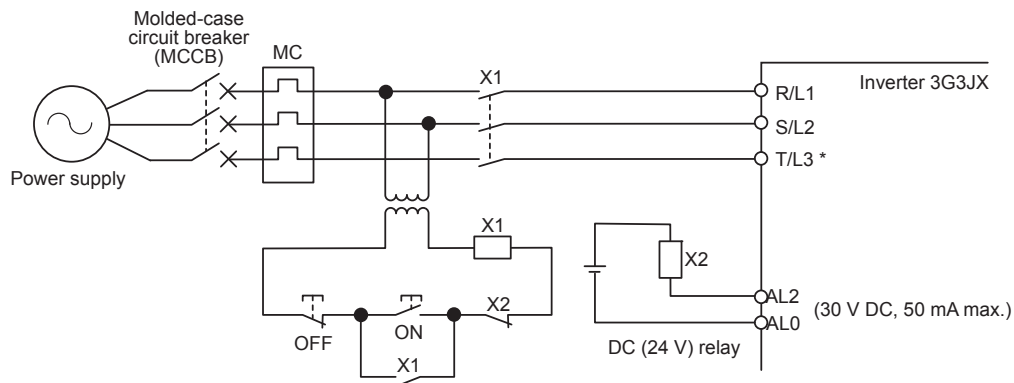 Molded-case
circuit breaker
(MCCB)
MC
X1
Inverter 3G3JX
R/L1
S/L2
T/L3 *
Power supply
X1
X2
X2
AL2
(30 V DC, 50 mA max.)
AL0
OFF
ON
DC (24 V) relay
X1